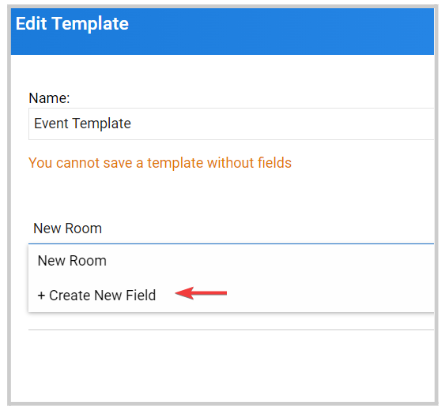 Edit Template
Name:
Event Template
You cannot save a template without fields
New Room
New Room
+ Create New Field